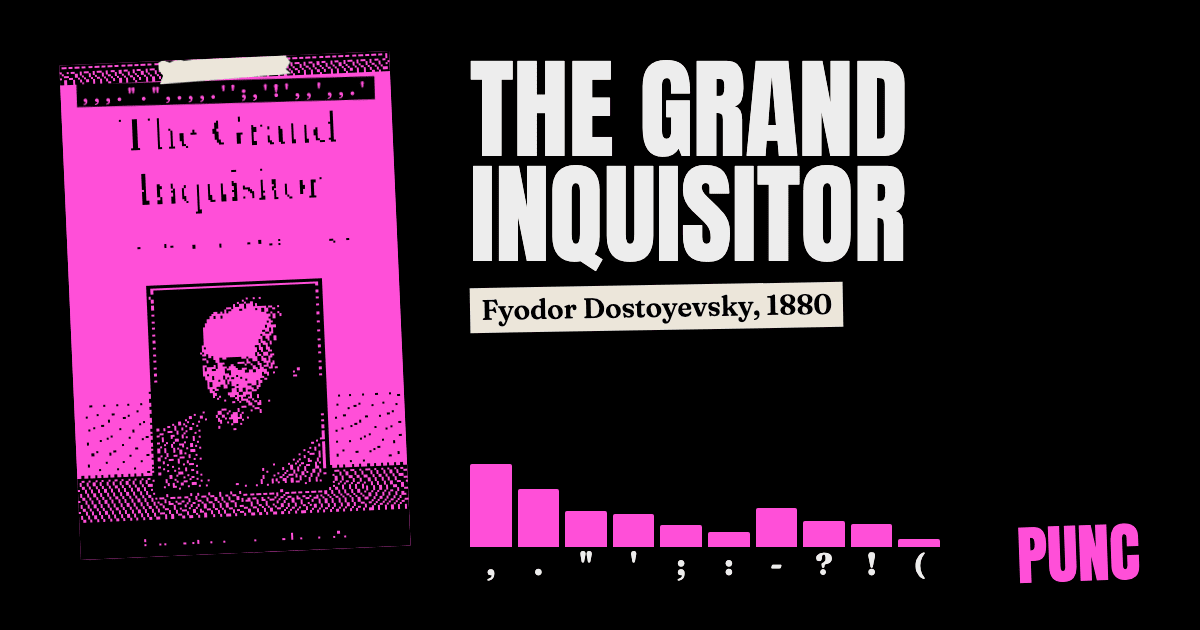 ,,,.".",.,,.'';,'!',,',,.'
The Grand
Inquisitor
THE GRAND
INQUISITOR
Fyodor Dostoyevsky, 1880
, . " ' ; : - ? ! (
PUNC